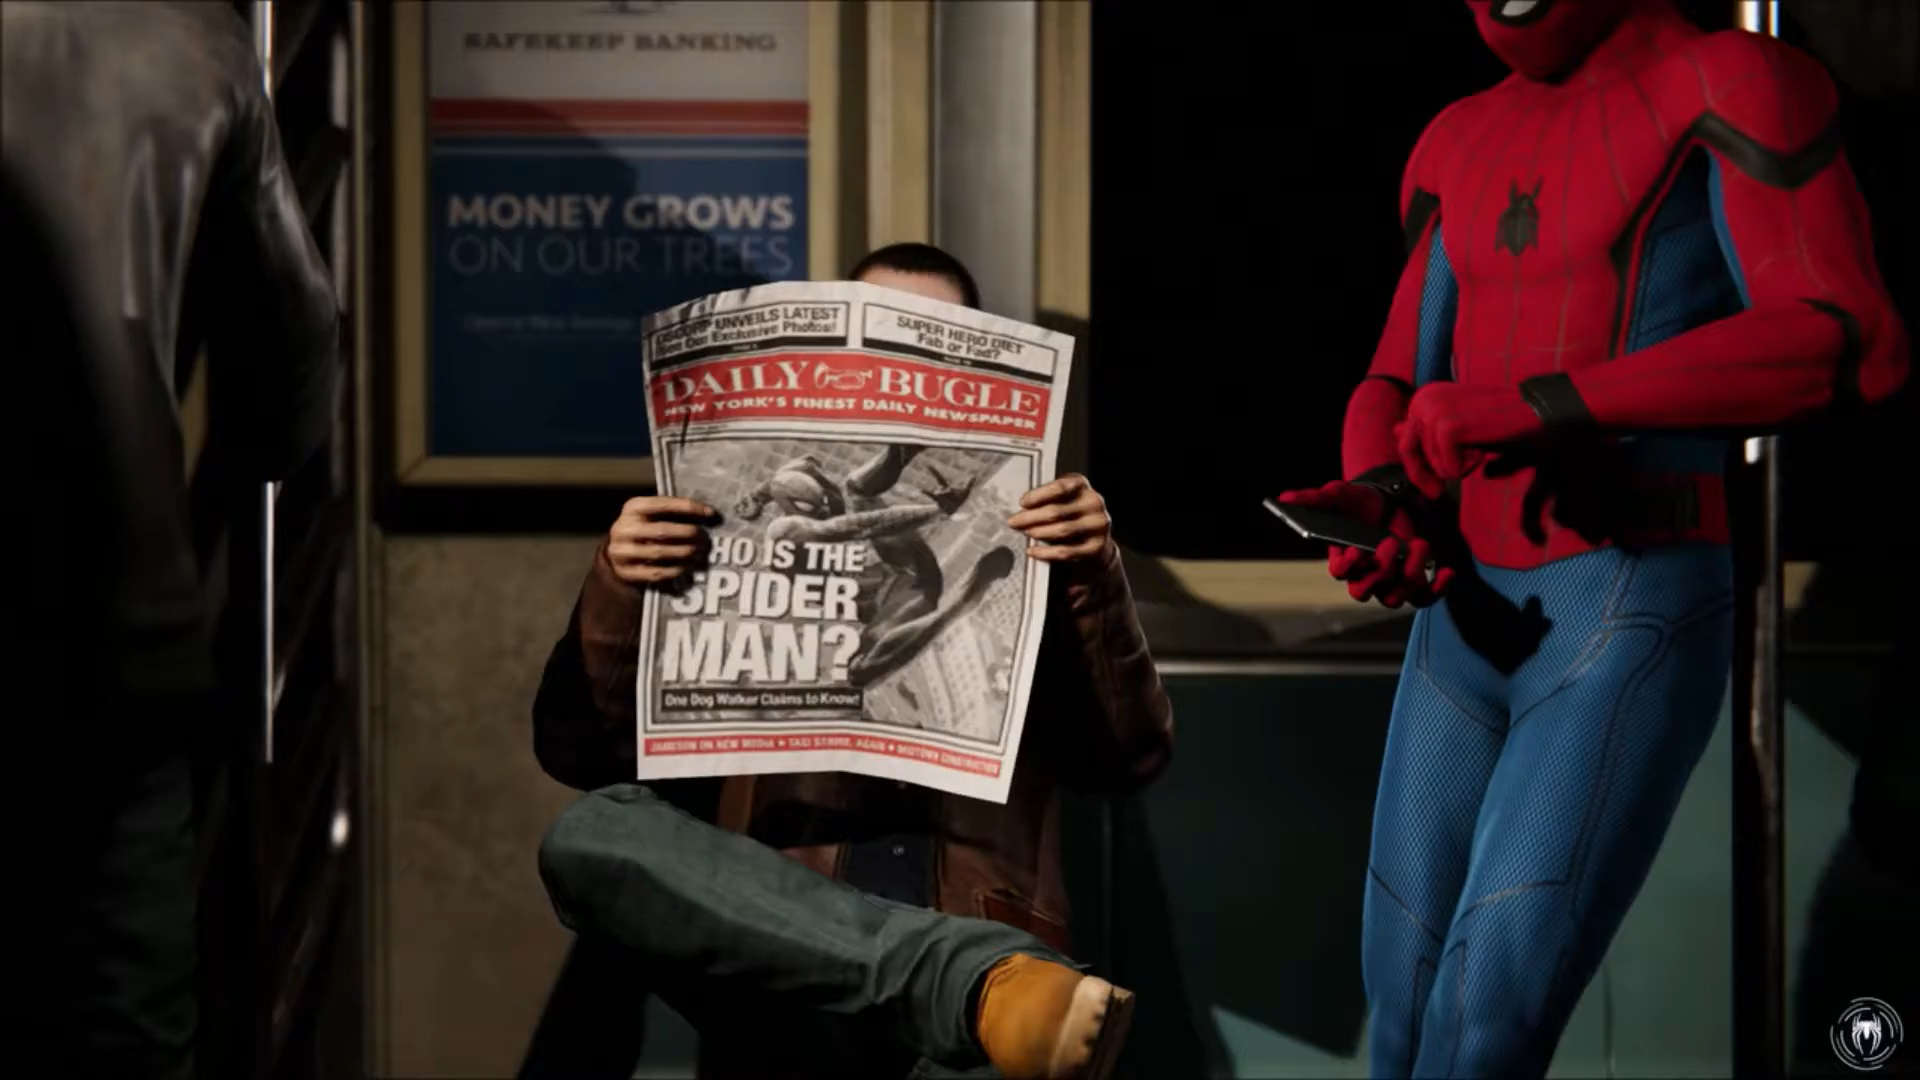 SAFEKEEP BANKING
MONEY GROWS
ON OUR TREES
UNVEILS LATEST
Our Exclusive Photos!
SUPER HERO DIET
Fab or Fad?
DAILY BUGLE
NEW YORK'S FINEST DAILY NEWSPAPER
HO IS THE
SPIDER
MAN?
One Dog Walker Claims to Know!
JAMESON ON NEW MEDIA ★ TAXI STRIKE, AGAIN ★ MIDTOWN CONSTRUCTION